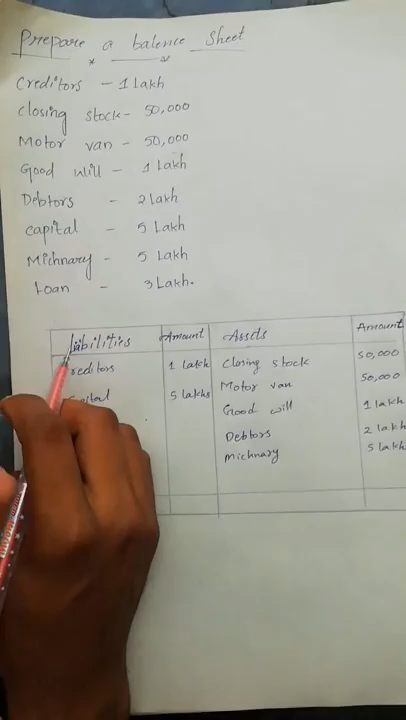 Prepare a balence sheet
Creditors - 1 Lakh
Closing stock - 50,000
Motor van - 50,000
Good will - 1 Lakh
Debtors - 2 Lakh
Capital - 5 Lakh
Michnary - 5 Lakh
Loan - 3 Lakh.
Liabilities Amount Assets Amount
reditors 1 Lakh Closing stock 50,000
5 Lakhs Motor van 50,000
Good will 1 Lakh
Debtors 2 Lakh
Michnary 5 Lakh